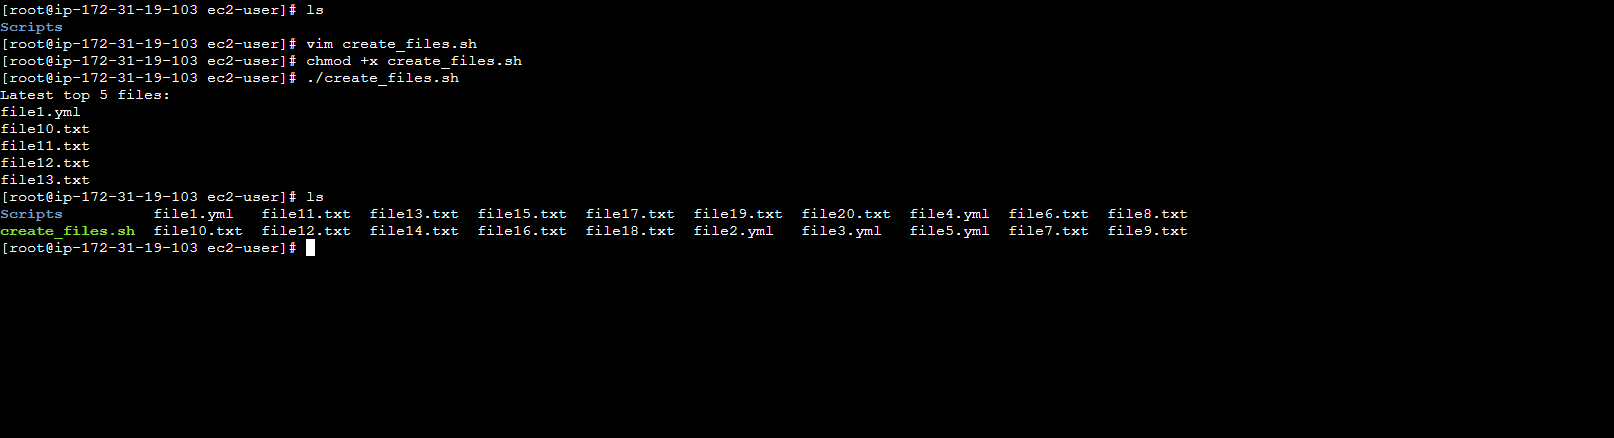 [root@ip-172-31-19-103 ec2-user]# ls
Scripts
[root@ip-172-31-19-103 ec2-user]# vim create_files.sh
[root@ip-172-31-19-103 ec2-user]# chmod +x create_files.sh
[root@ip-172-31-19-103 ec2-user]# ./create_files.sh
Latest top 5 files:
file1.yml
file10.txt
file11.txt
file12.txt
file13.txt
[root@ip-172-31-19-103 ec2-user]# ls
Scripts          file1.yml   file11.txt  file13.txt  file15.txt  file17.txt  file19.txt  file20.txt  file4.yml  file6.txt  file8.txt
create_files.sh  file10.txt  file12.txt  file14.txt  file16.txt  file18.txt  file2.yml   file3.yml   file5.yml  file7.txt  file9.txt
[root@ip-172-31-19-103 ec2-user]#